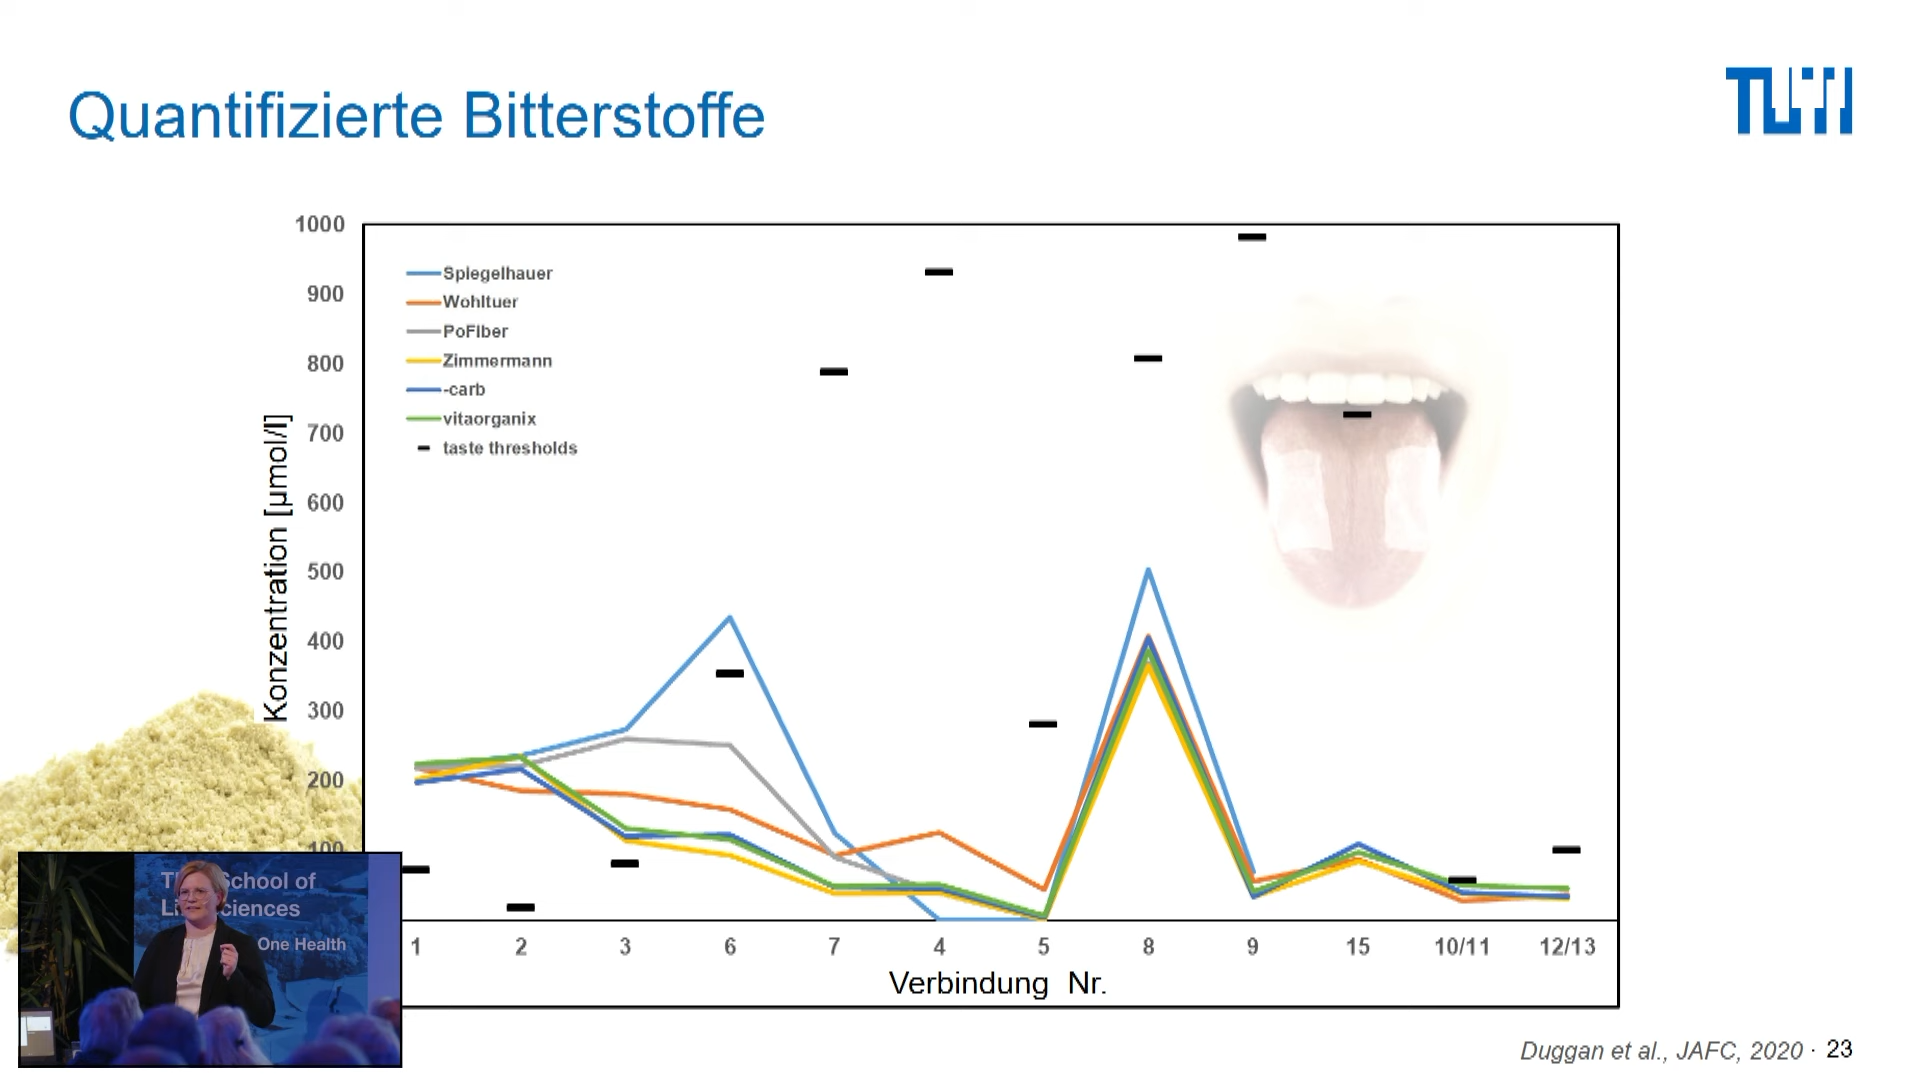 Quantifizierte Bitterstoffe
TUM
1000
900
800
700
600
500
400
300
200
100
Konzentration [µmol/l]
Spiegelhauer
Wohltuer
PoFiber
Zimmermann
-carb
vitaorganix
taste thresholds
1 2 3 6 7 4 5 8 9 15 10/11 12/13
Verbindung Nr.
School of
Sciences
One Health
Duggan et al., JAFC, 2020 · 23